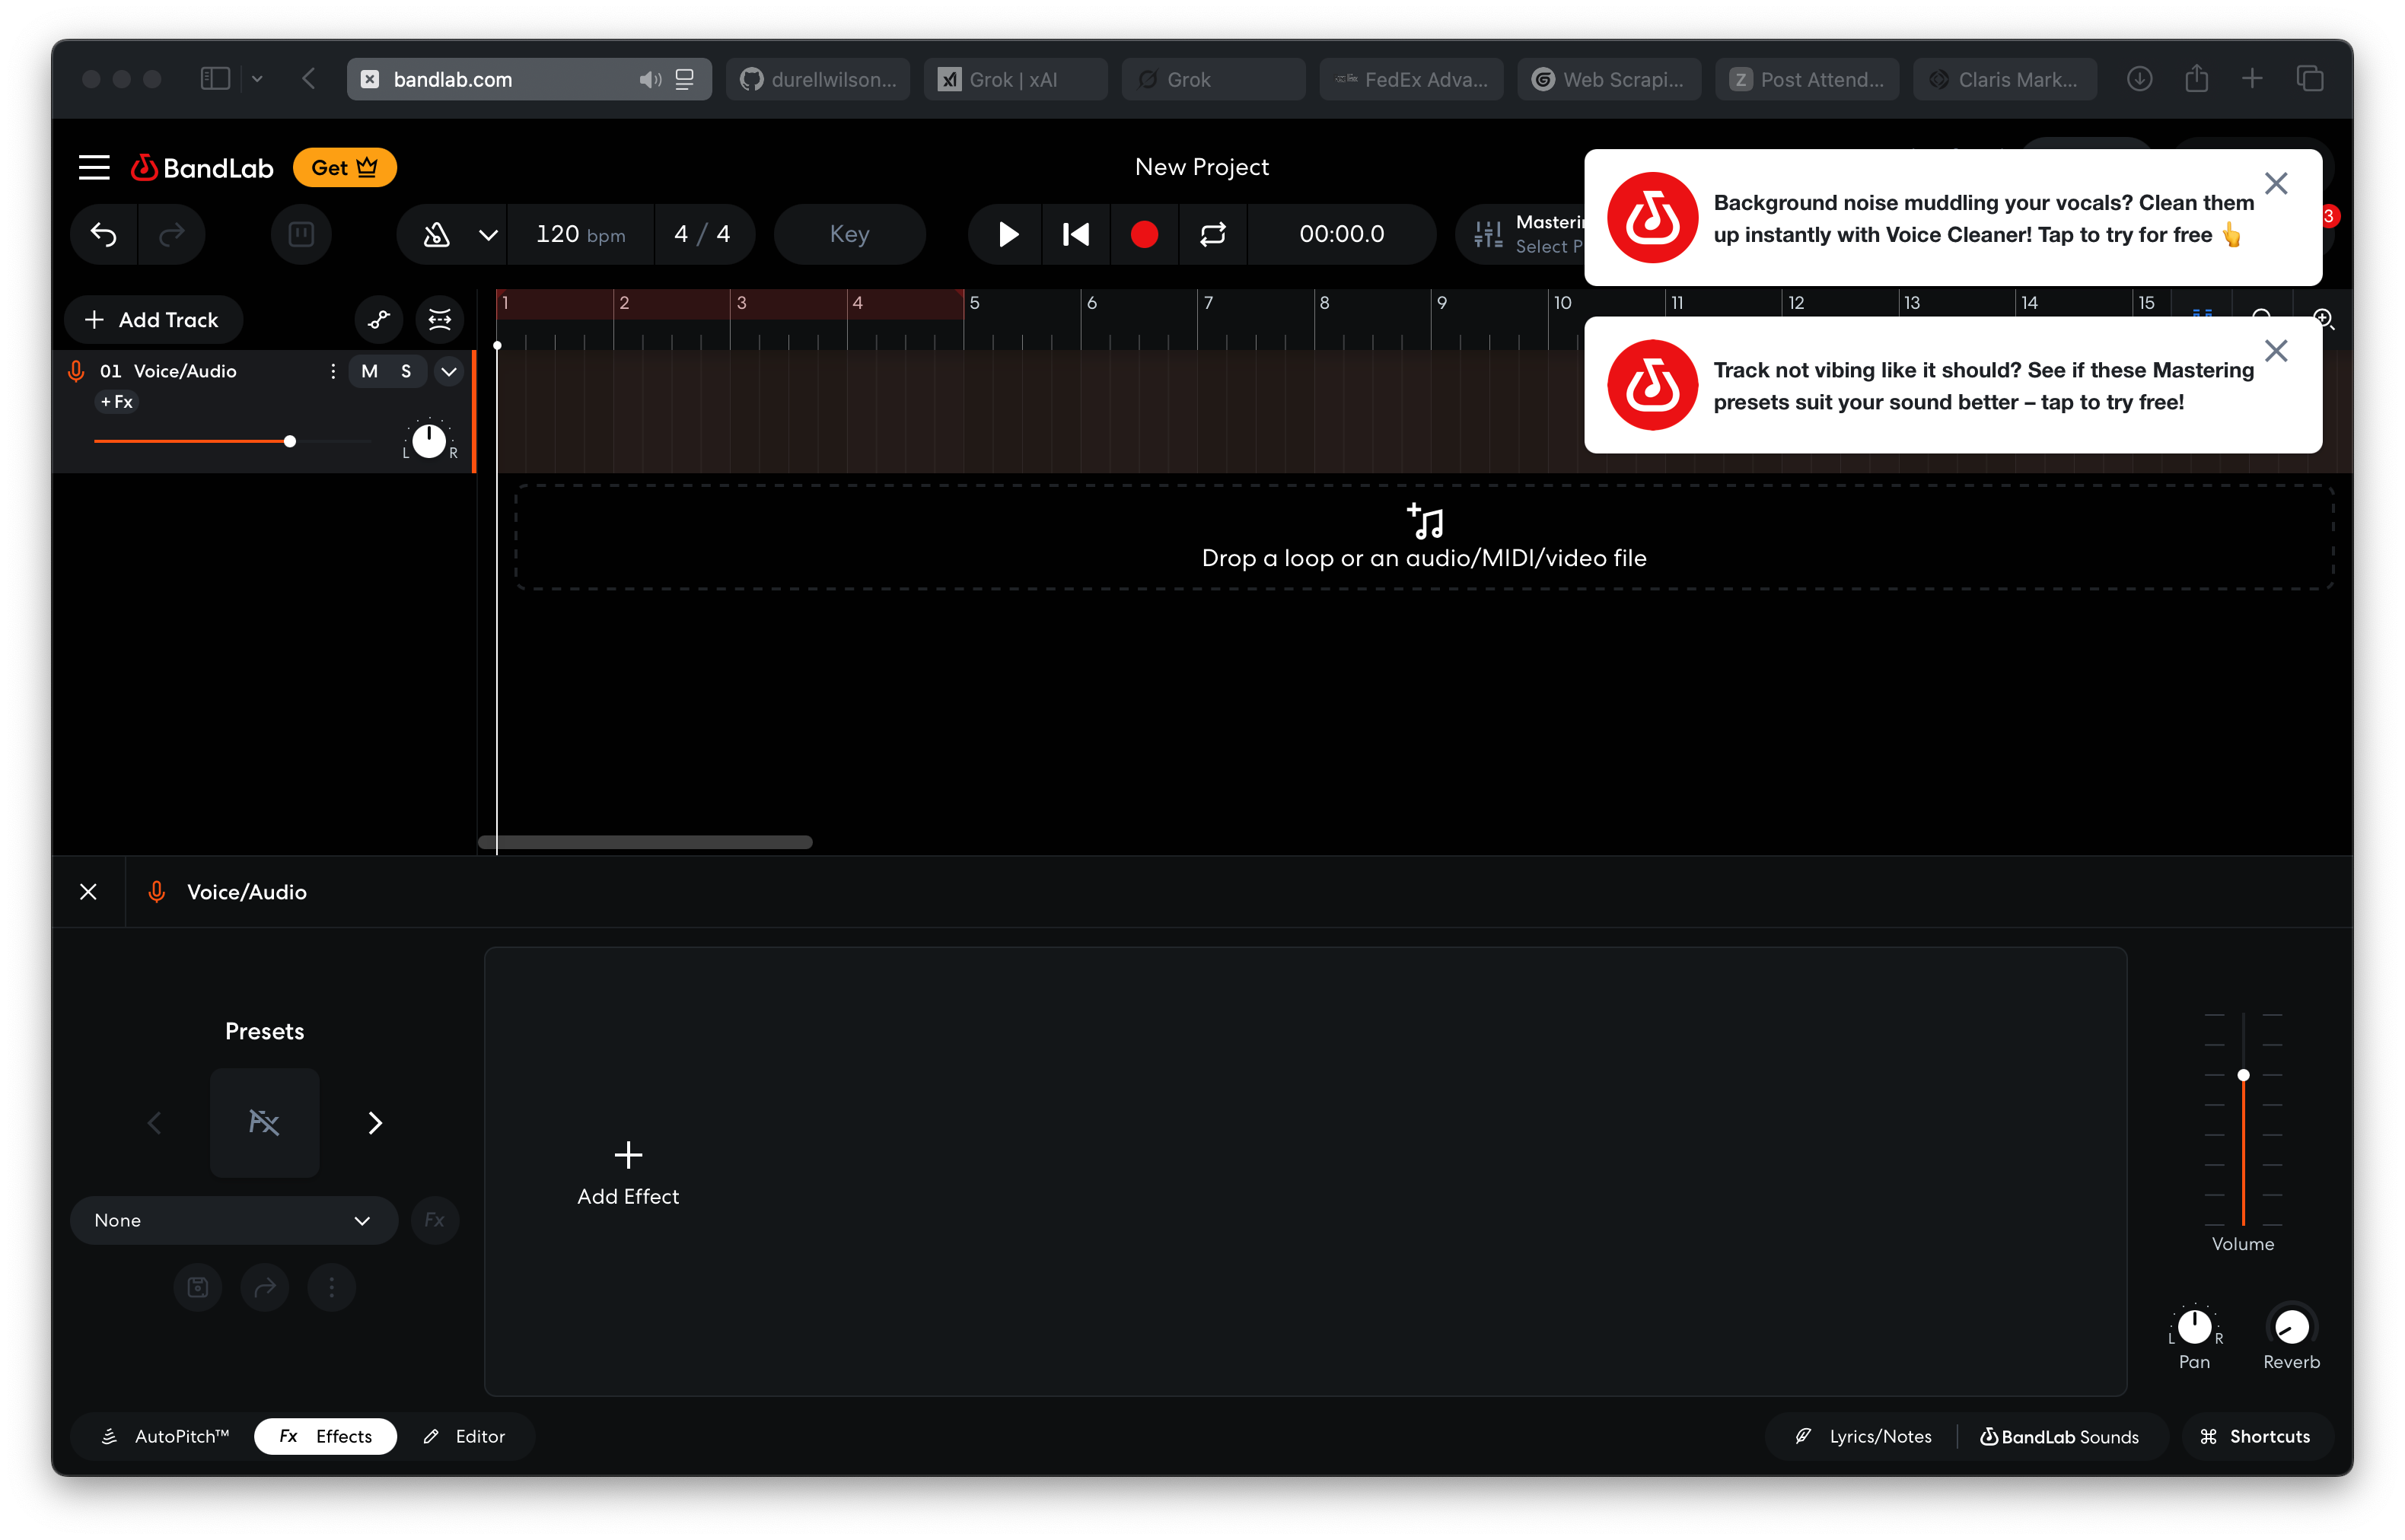 bandlab.com
durellwilson...
Grok | xAI
Grok
FedEx Adva...
Web Scrapi...
Z
Post Attend...
Claris Mark...
BandLab
Get
New Project
Background noise muddling your vocals? Clean them
up instantly with Voice Cleaner! Tap to try for free 👆
120 bpm
4 / 4
Key
00:00.0
Masterin
Select P
3
Add Track
1 2 3 4 5 6 7 8 9 10 11 12 13 14 15
01 Voice/Audio
M S
+ Fx
L R
Track not vibing like it should? See if these Mastering
presets suit your sound better – tap to try free!
Drop a loop or an audio/MIDI/video file
Voice/Audio
Presets
Fx
None
Fx
Add Effect
Volume
L R
Pan
Reverb
AutoPitch™
Fx Effects
Editor
Lyrics/Notes
BandLab Sounds
Shortcuts